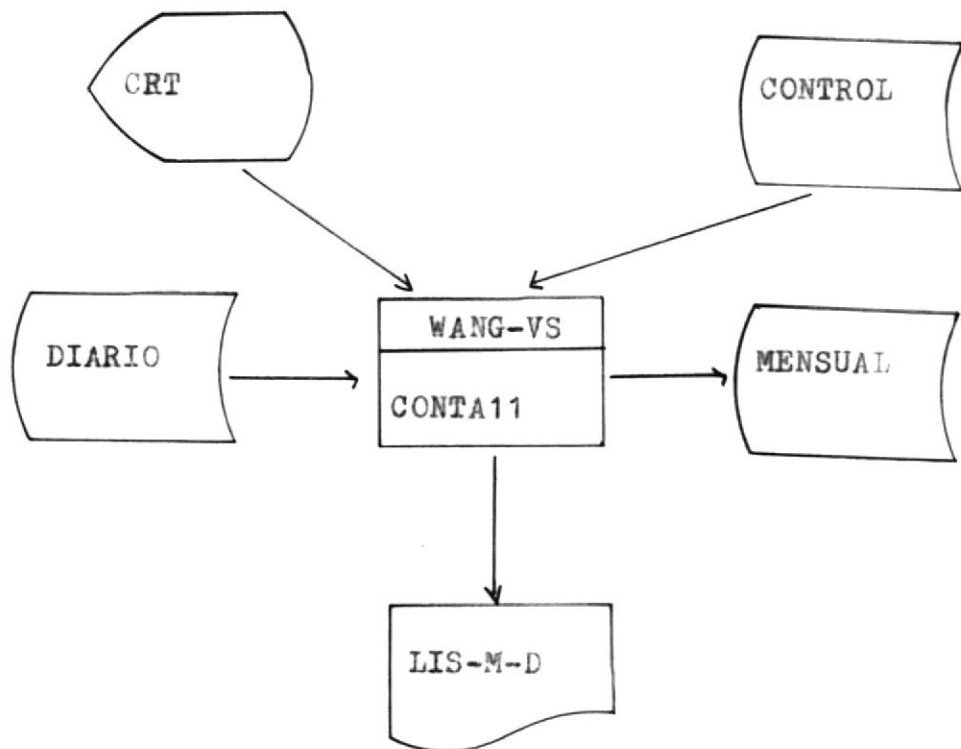 CRT
CONTROL
WANG-VS
DIARIO
MENSUAL
CONTA11
LIS-M-D